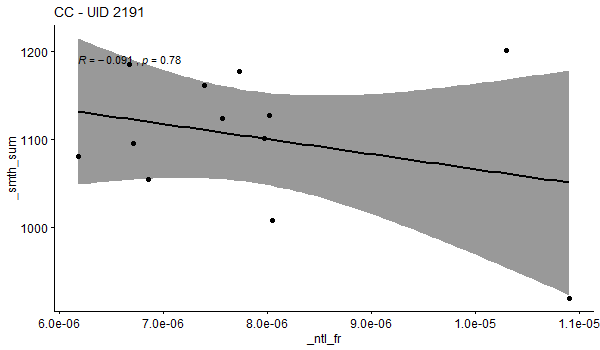 CC - UID 2191
R = −0.091 , p = 0.78
1200
1100
1000
_smth_sum
6.0e-06 7.0e-06 8.0e-06 9.0e-06 1.0e-05 1.1e-05
_ntl_fr